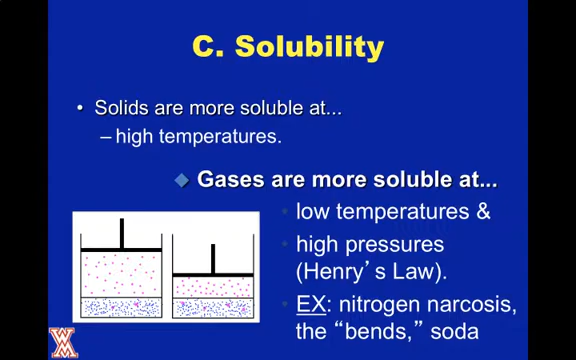 C. Solubility
• Solids are more soluble at...
– high temperatures.
◆ Gases are more soluble at...
• low temperatures &
• high pressures
(Henry’s Law).
• EX: nitrogen narcosis,
the “bends,” soda
WM